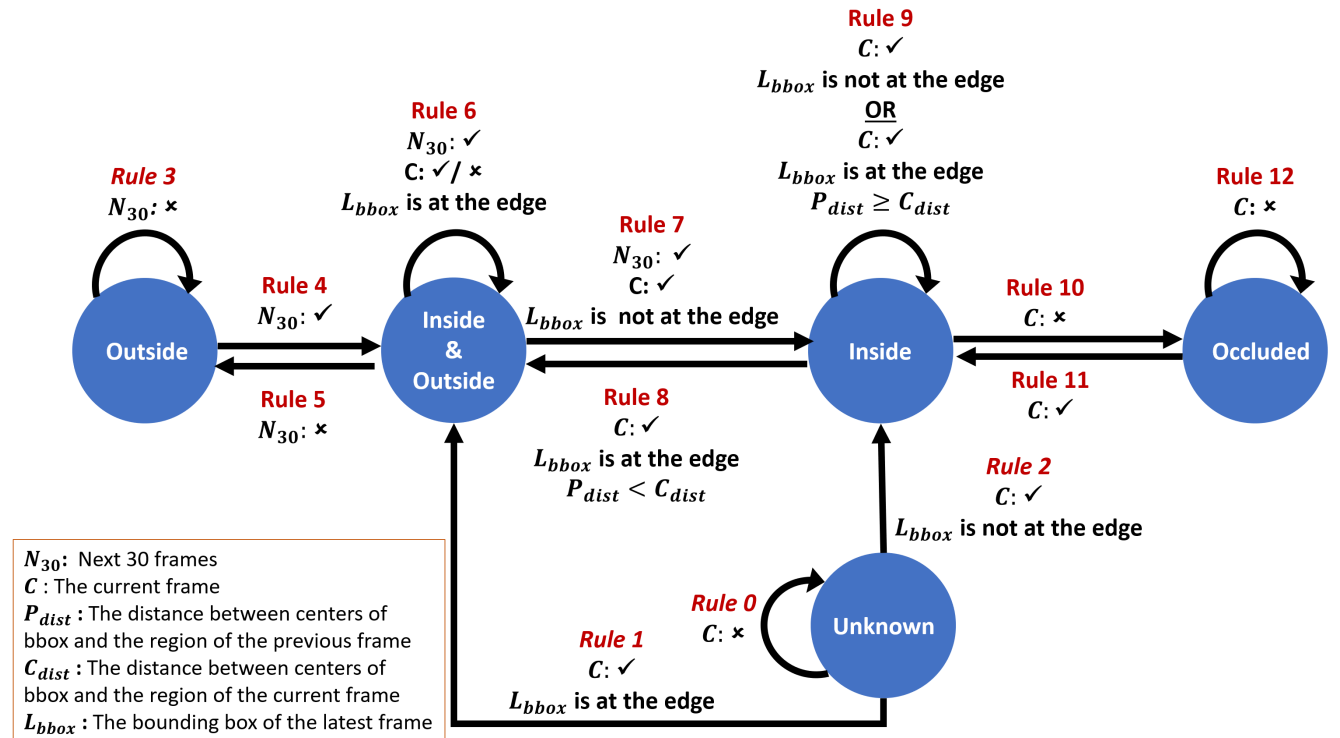 Rule 9
C: ✓
L_bbox is not at the edge
OR
C: ✓
L_bbox is at the edge
P_dist ≥ C_dist
Rule 6
N_30: ✓
C: ✓/ ×
L_bbox is at the edge
Rule 3
N_30: ×
Rule 12
C: ×
Rule 7
N_30: ✓
C: ✓
L_bbox is not at the edge
Rule 4
N_30: ✓
Rule 10
C: ×
Outside
Inside
&
Outside
Inside
Occluded
Rule 5
N_30: ×
Rule 8
C: ✓
L_bbox is at the edge
P_dist < C_dist
Rule 11
C: ✓
Rule 2
C: ✓
L_bbox is not at the edge
Rule 0
C: ×
Unknown
Rule 1
C: ✓
L_bbox is at the edge
N_30: Next 30 frames
C : The current frame
P_dist : The distance between centers of
bbox and the region of the previous frame
C_dist : The distance between centers of
bbox and the region of the current frame
L_bbox : The bounding box of the latest frame